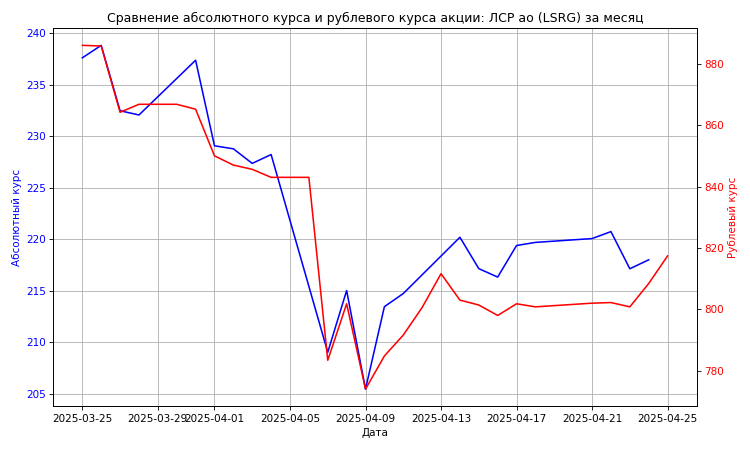 Сравнение абсолютного курса и рублевого курса акции: ЛСР ао (LSRG) за месяц
240
235
230
225
220
215
210
205
Абсолютный курс
880
860
840
820
800
780
Рублевый курс
2025-03-25 2025-03-29 2025-04-01 2025-04-05 2025-04-09 2025-04-13 2025-04-17 2025-04-21 2025-04-25
Дата